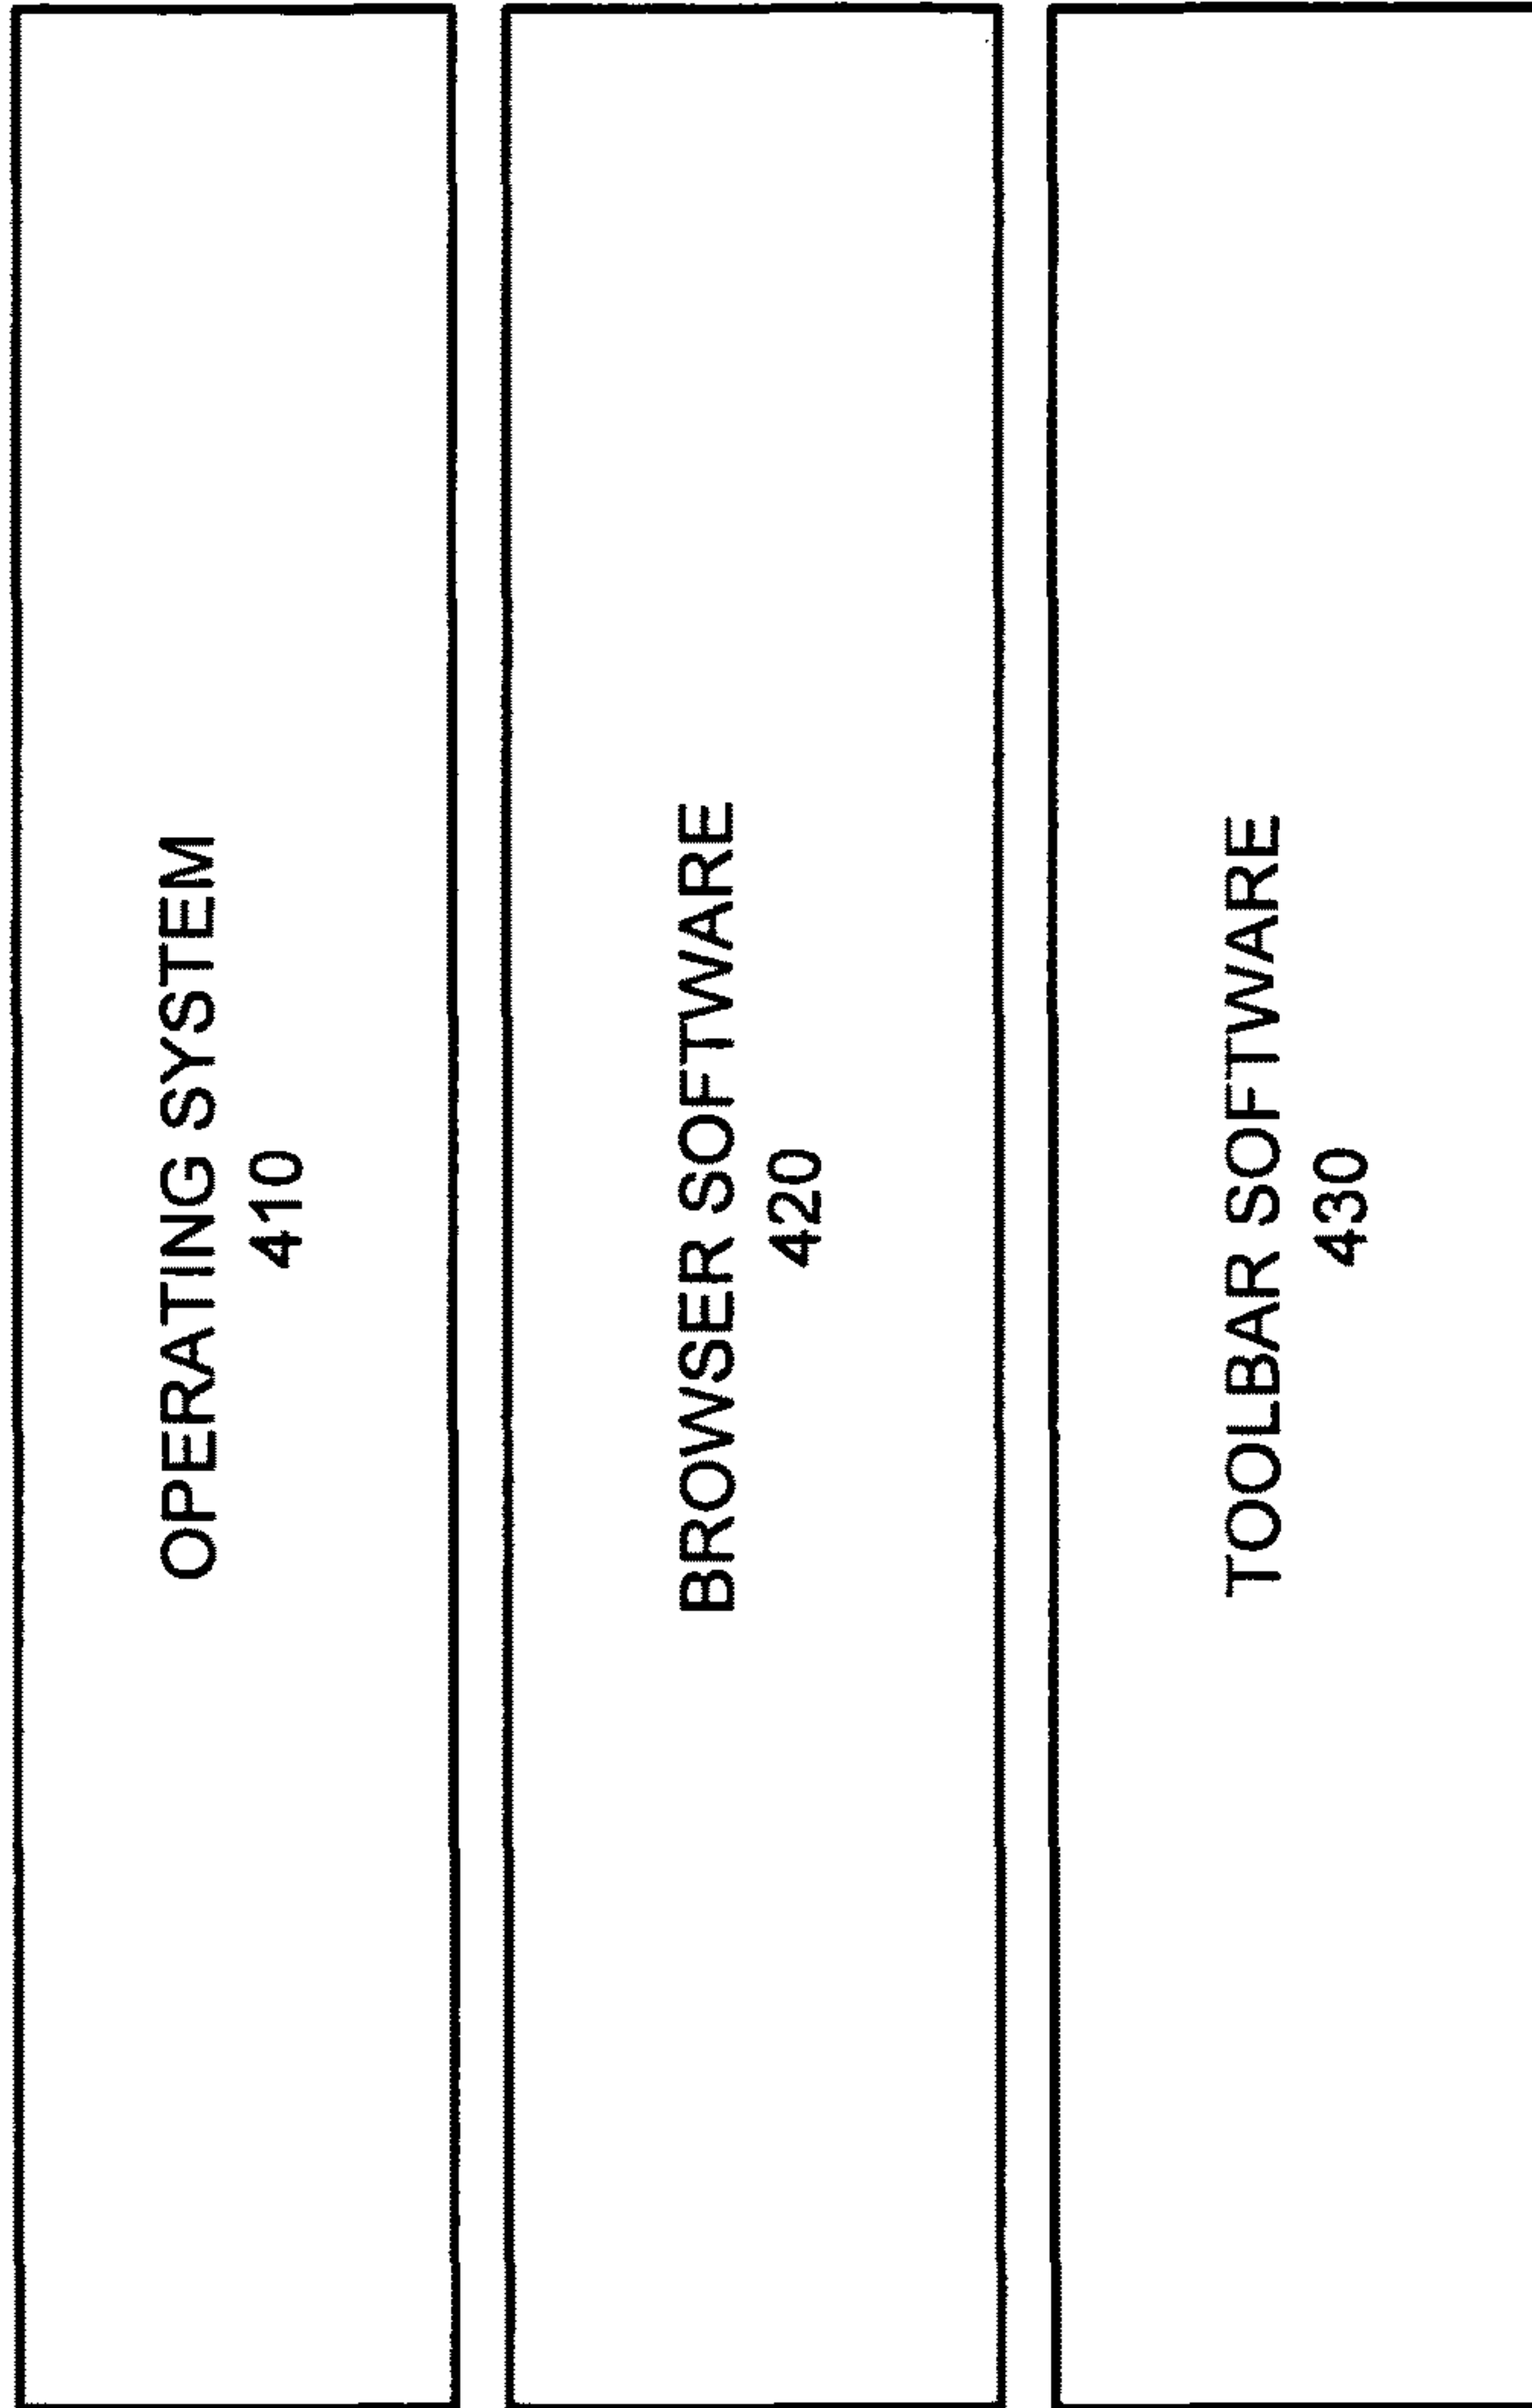 OPERATING SYSTEM
410
BROWSER SOFTWARE
420
TOOLBAR SOFTWARE
430